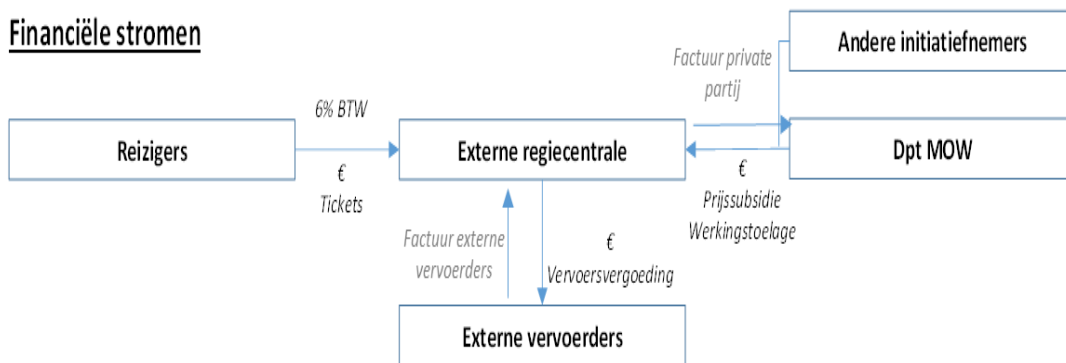 Financiële stromen
Andere initiatiefnemers
Factuur private
partij
6% BTW
Reizigers
Externe regiecentrale
Dpt MOW
€
Tickets
€
Prijssubsidie
Werkingstoelage
Factuur externe
vervoerders
€
Vervoersvergoeding
Externe vervoerders